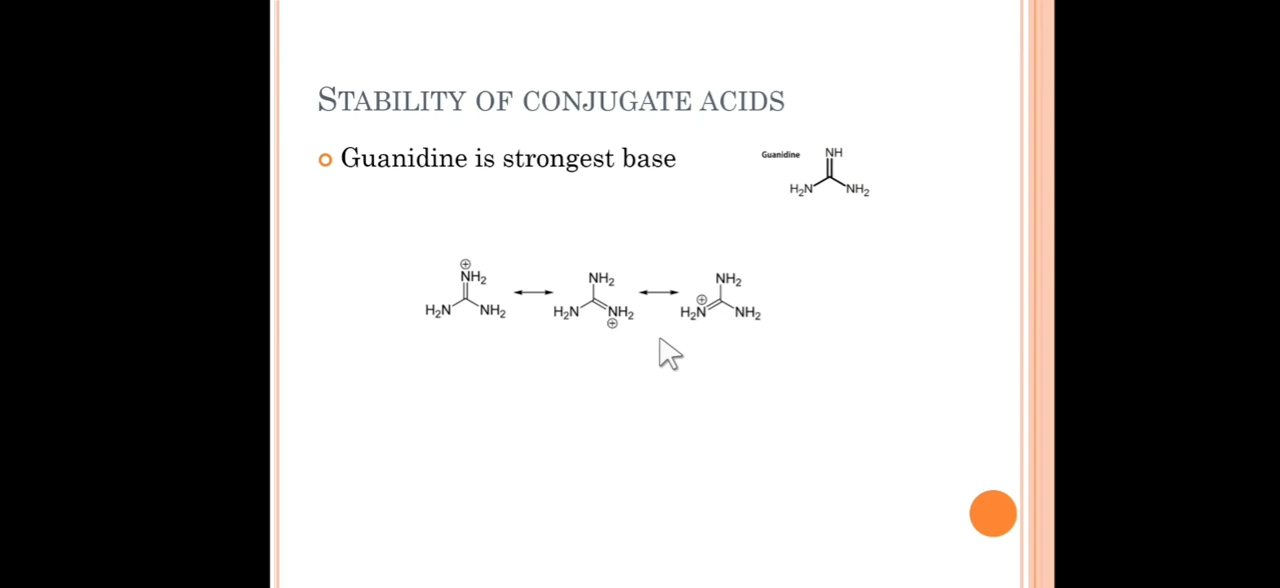 STABILITY OF CONJUGATE ACIDS
Guanidine is strongest base
Guanidine
NH
H₂N NH₂
⊕
NH₂
H₂N NH₂
NH₂
H₂N NH₂
⊕
NH₂
⊕
H₂N NH₂